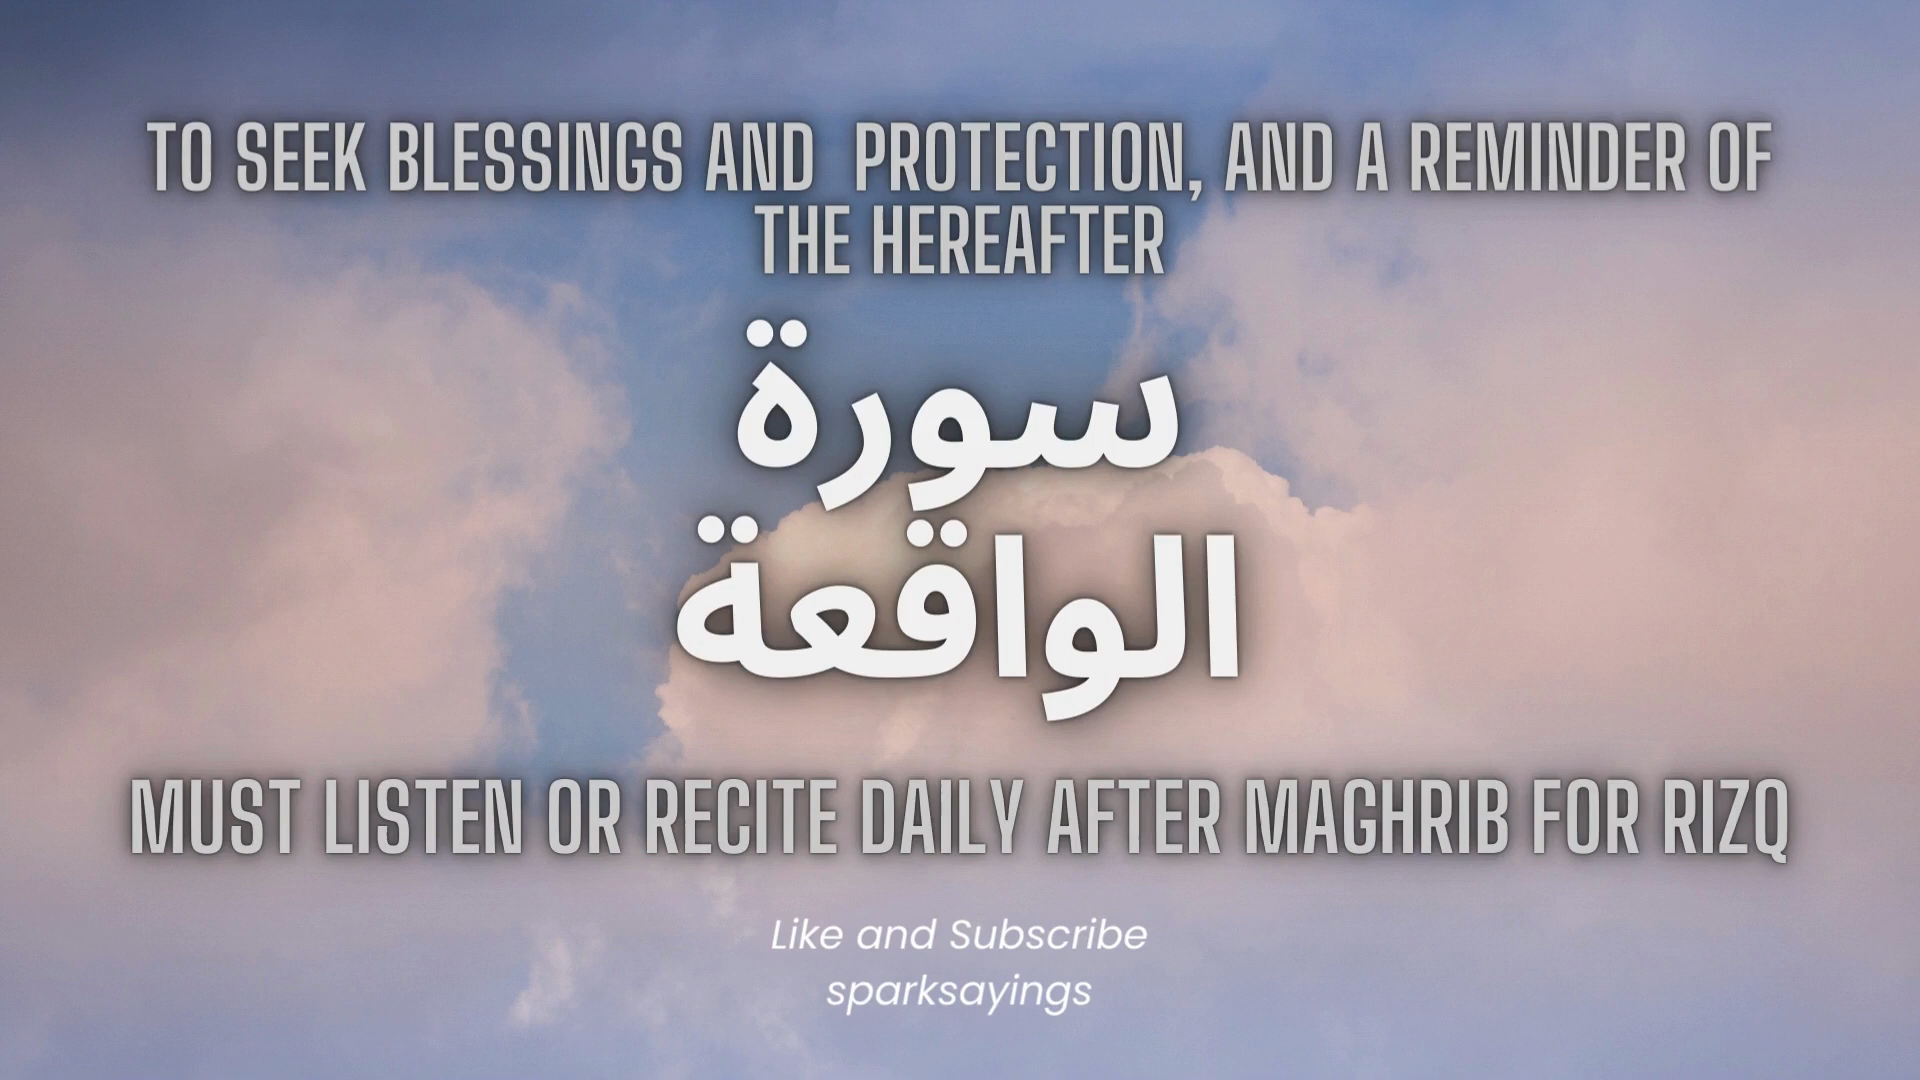 TO SEEK BLESSINGS AND PROTECTION, AND A REMINDER OF
THE HEREAFTER
سورة
الواقعة
MUST LISTEN OR RECITE DAILY AFTER MAGHRIB FOR RIZQ
Like and Subscribe
sparksayings